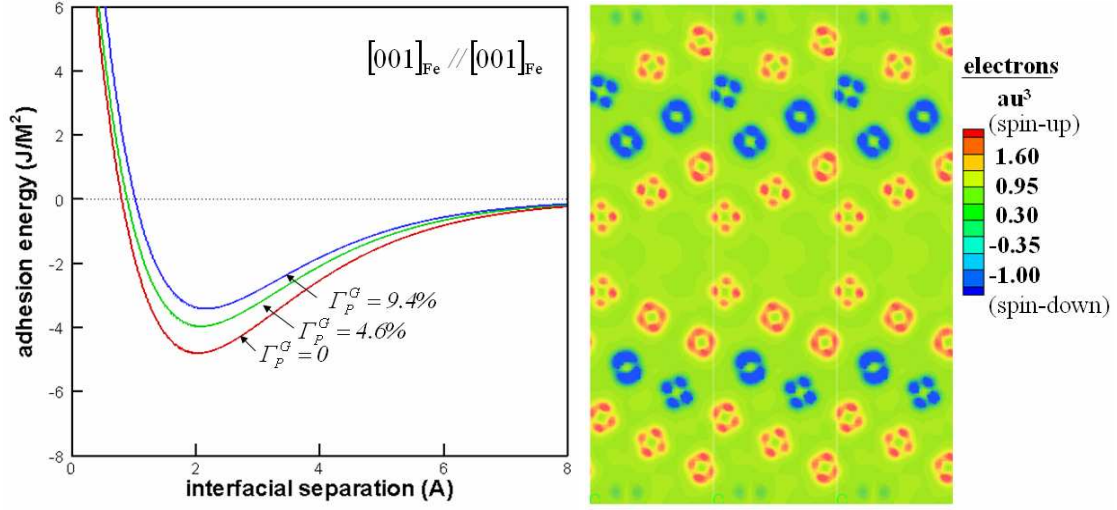 6
4
2
0
-2
-4
-6
-8
adhesion energy (J/M²)
[001]Fe // [001]Fe
Γ_P^G = 9.4%
Γ_P^G = 4.6%
Γ_P^G = 0
0 2 4 6 8
interfacial separation (A)
C C C
electrons
au³
(spin-up)
1.60
0.95
0.30
-0.35
-1.00
(spin-down)